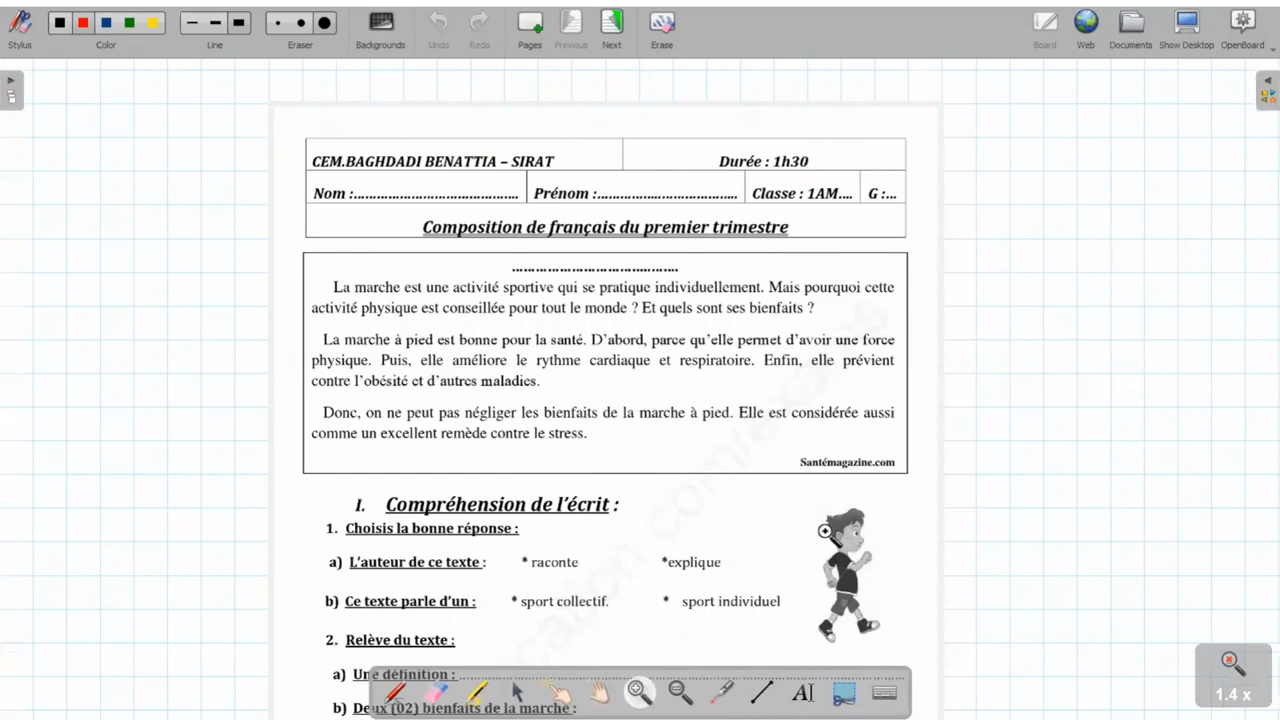 Stylus
Color
Line
Eraser
Backgrounds
Undo
Redo
Pages
Previous
Next
Erase
Board
Web
Documents
Show Desktop
OpenBoard
CEM.BAGHDADI BENATTIA – SIRAT
Durée : 1h30
Nom :.......................................
Prénom :.................................
Classe : 1AM....
G :...
Composition de français du premier trimestre
.................................
La marche est une activité sportive qui se pratique individuellement. Mais pourquoi cette
activité physique est conseillée pour tout le monde ? Et quels sont ses bienfaits ?
La marche à pied est bonne pour la santé. D'abord, parce qu'elle permet d'avoir une force
physique. Puis, elle améliore le rythme cardiaque et respiratoire. Enfin, elle prévient
contre l'obésité et d'autres maladies.
Donc, on ne peut pas négliger les bienfaits de la marche à pied. Elle est considérée aussi
comme un excellent remède contre le stress.
Santémagazine.com
I. Compréhension de l'écrit :
1. Choisis la bonne réponse :
a) L'auteur de ce texte : * raconte *explique
b) Ce texte parle d'un : * sport collectif. * sport individuel
2. Relève du texte :
a) Une définition :
b) Deux (02) bienfaits de la marche :
1.4 x